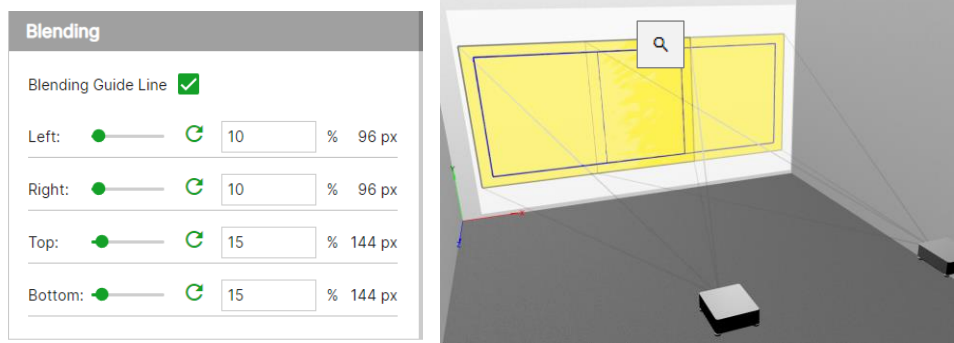 Blending
Blending Guide Line
Left: 10 % 96 px
Right: 10 % 96 px
Top: 15 % 144 px
Bottom: 15 % 144 px